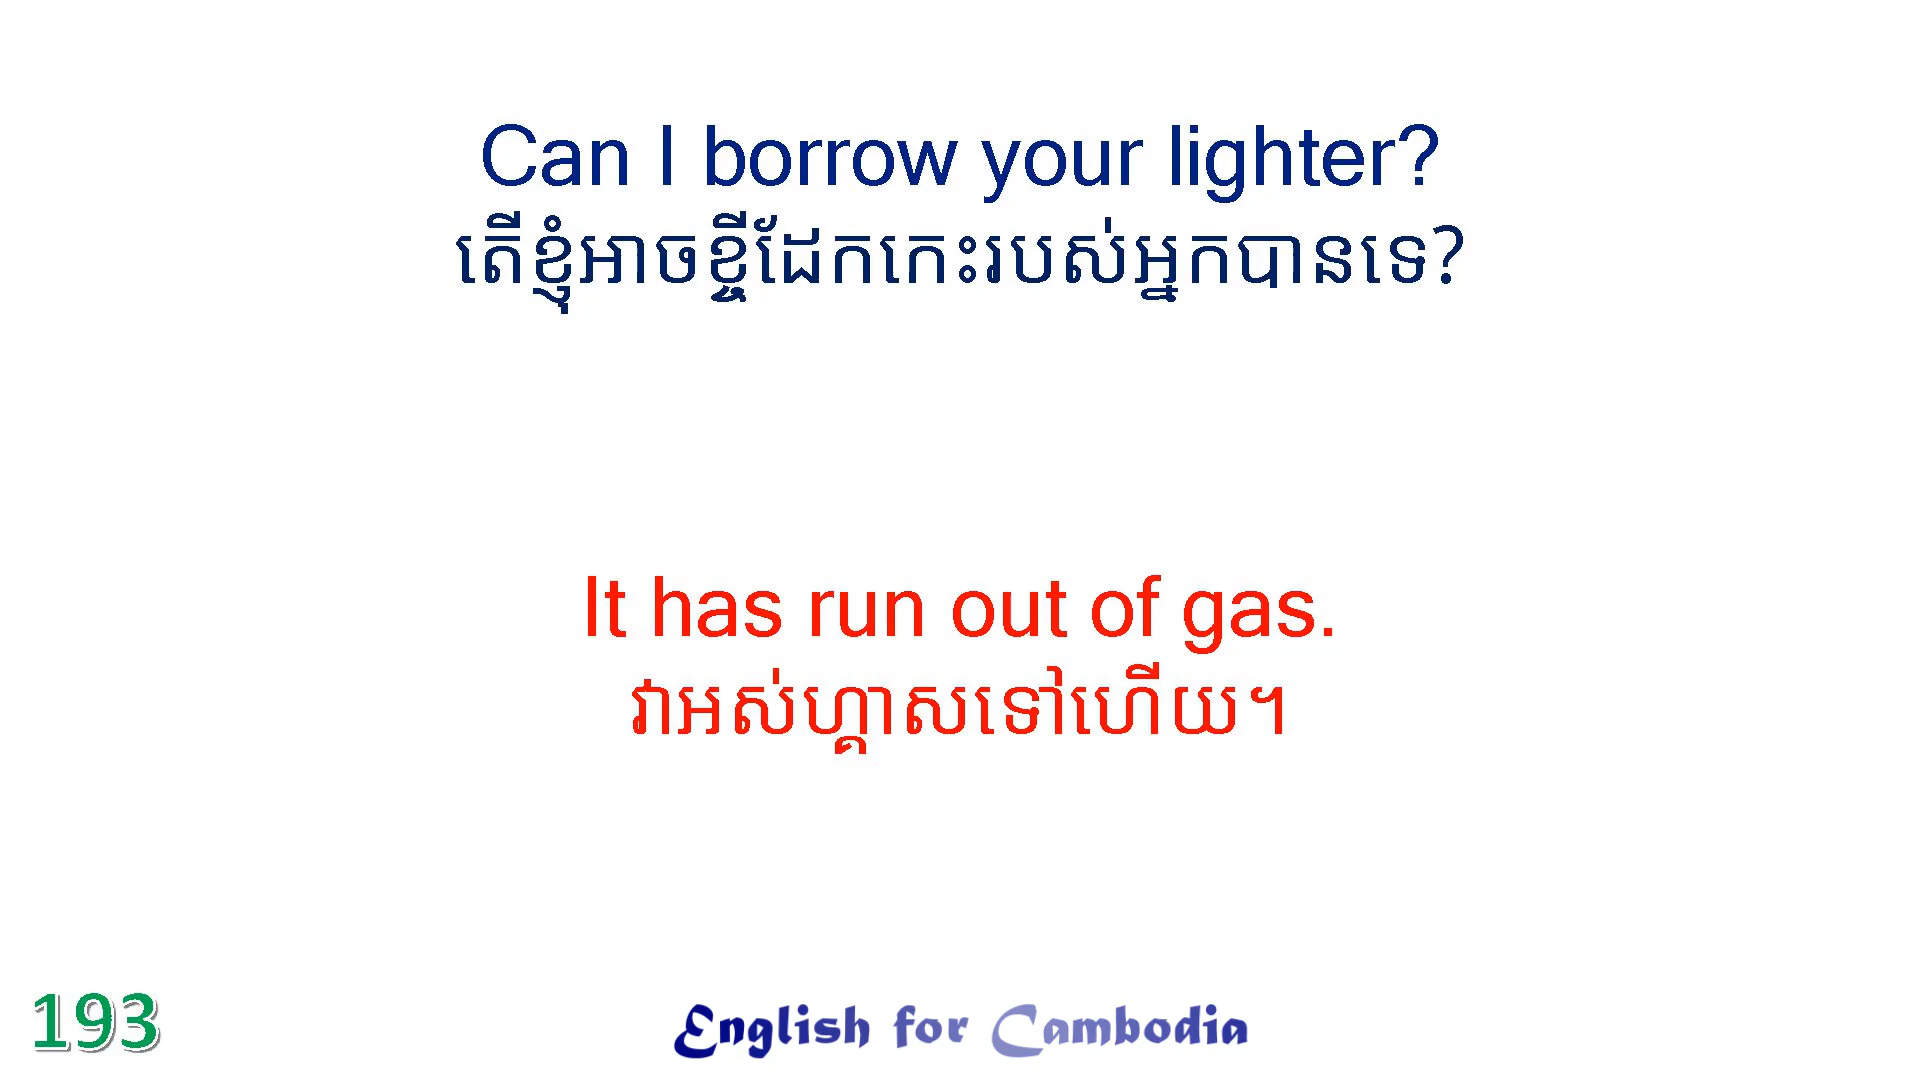 Can I borrow your lighter?
តើខ្ញុំអាចខ្ចីដែកកេះរបស់អ្នកបានទេ?
It has run out of gas.
វាអស់ហ្គាសទៅហើយ។
193
English for Cambodia